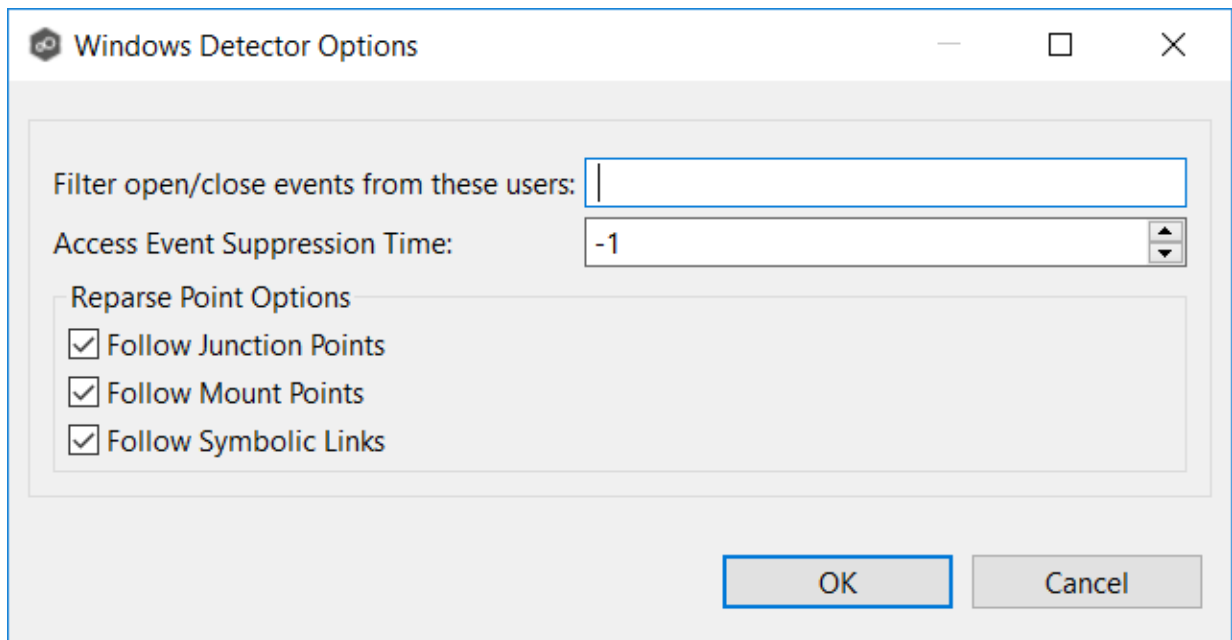 Windows Detector Options
Filter open/close events from these users:
Access Event Suppression Time: -1
Reparse Point Options
Follow Junction Points
Follow Mount Points
Follow Symbolic Links
OK Cancel